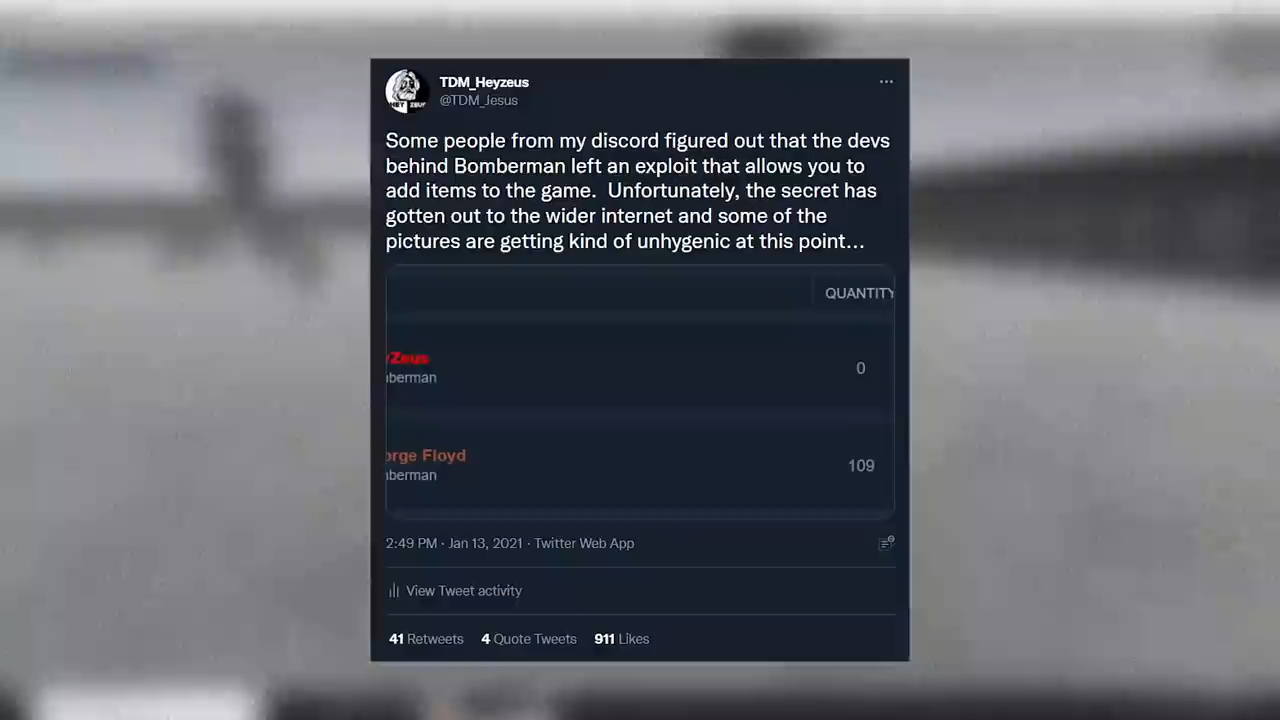 TDM_Heyzeus
@TDM_Jesus
Some people from my discord figured out that the devs
behind Bomberman left an exploit that allows you to
add items to the game.  Unfortunately, the secret has
gotten out to the wider internet and some of the
pictures are getting kind of unhygenic at this point...
QUANTITY
yZeus
nberman
0
orge Floyd
nberman
109
2:49 PM · Jan 13, 2021 · Twitter Web App
View Tweet activity
41 Retweets 4 Quote Tweets 911 Likes